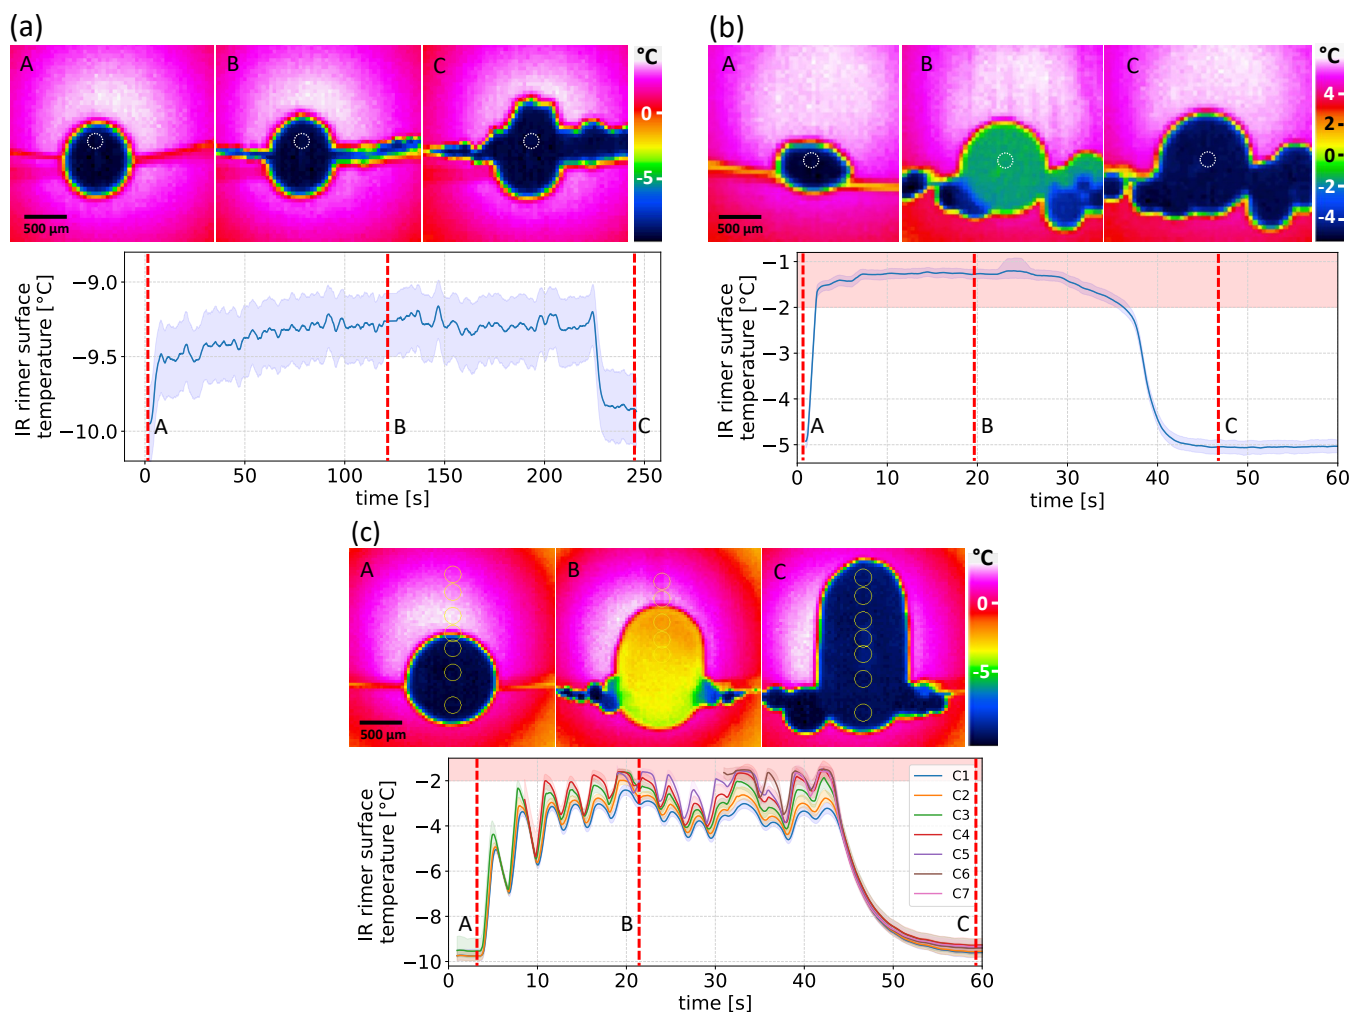 (a)
A
B
C
°C
0
-5
500 µm
−9.0
−9.5
−10.0
IR rimer surface
temperature [°C]
A
B
C
0
50
100
150
200
250
time [s]
(b)
A
B
C
°C
4
2
0
-2
-4
−1
−2
−3
−4
−5
IR rimer surface
temperature [°C]
A
B
C
0
10
20
30
40
50
60
time [s]
(c)
A
B
C
°C
0
-5
500 µm
−2
−4
−6
−8
−10
IR rimer surface
temperature [°C]
A
B
C
C1
C2
C3
C4
C5
C6
C7
0
10
20
30
40
50
60
time [s]